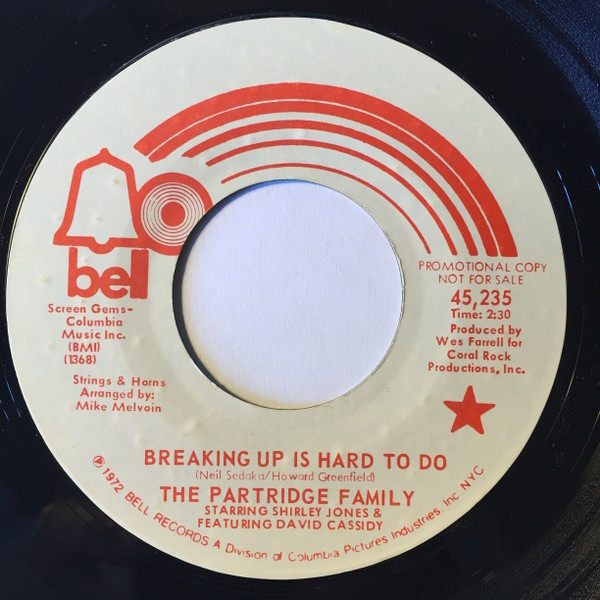 bell
PROMOTIONAL COPY
NOT FOR SALE
45,235
Time: 2:30
Produced by
Wes Farrell for
Coral Rock
Productions, Inc.
Screen Gems-
Columbia
Music Inc.
(BMI)
(1368)
Strings & Horns
Arranged by:
Mike Melvoin
BREAKING UP IS HARD TO DO
(Neil Sedaka/Howard Greenfield)
THE PARTRIDGE FAMILY
STARRING SHIRLEY JONES &
FEATURING DAVID CASSIDY
℗ 1972 BELL RECORDS A Division of Columbia Pictures Industries, Inc NYC